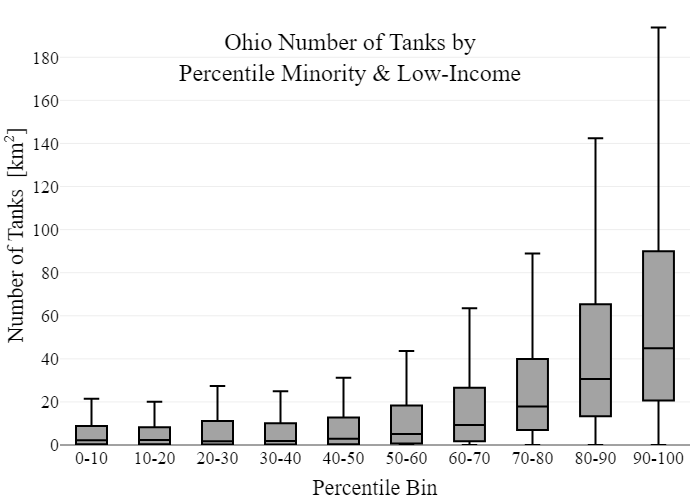 Ohio Number of Tanks by
Percentile Minority & Low-Income
Number of Tanks [km²]
180
160
140
120
100
80
60
40
20
0
0-10 10-20 20-30 30-40 40-50 50-60 60-70 70-80 80-90 90-100
Percentile Bin